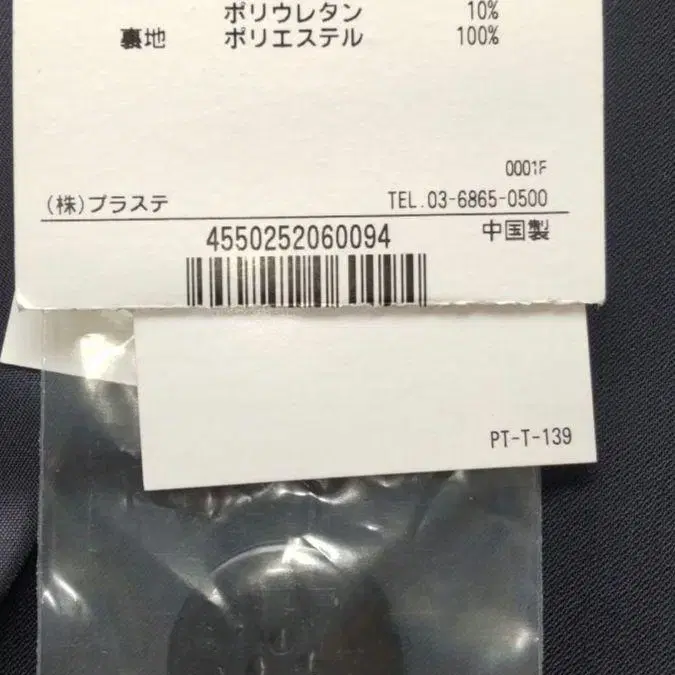 ポリウレタン 10%
裏地 ポリエステル 100%
0001F
(株)プラステ TEL.03-6865-0500
4550252060094 中国製
PT-T-139